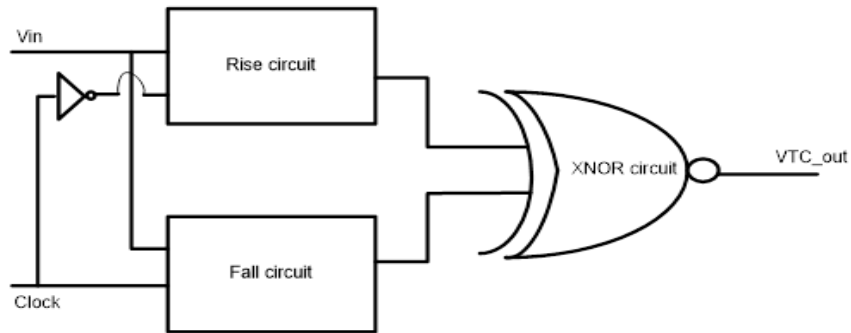 Vin
Rise circuit
XNOR circuit
VTC_out
Fall circuit
Clock